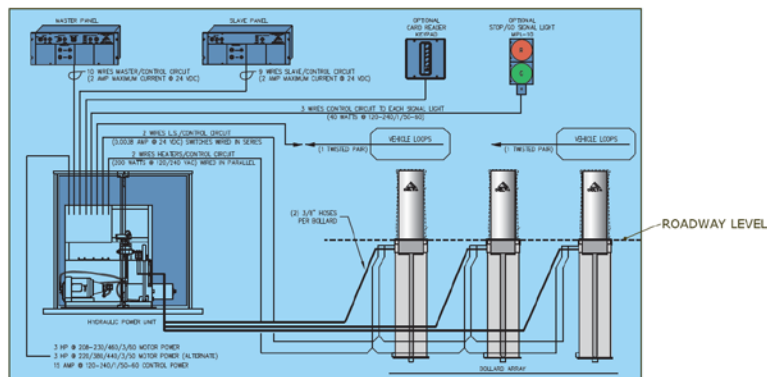 MASTER PANEL
SLAVE PANEL
OPTIONAL
CARD READER
KEYPAD
OPTIONAL
STOP/GO SIGNAL LIGHT
MPL-10
10 WIRES MASTER/CONTROL CIRCUIT
(2 AMP MAXIMUM CURRENT @ 24 VDC)
9 WIRES SLAVE/CONTROL CIRCUIT
(2 AMP MAXIMUM CURRENT @ 24 VDC)
3 WIRES CONTROL CIRCUIT TO EACH SIGNAL LIGHT
(40 WATTS @ 120-240/1/50-60)
2 WIRES L.S./CONTROL CIRCUIT
@ 24 VDC) SWITCHES WIRED IN SERIES
2 WIRES HEATERS/CONTROL CIRCUIT
(200 WATTS @ 120/240 VAC) WIRED IN PARALLEL
VEHICLE LOOPS
(1 TWISTED PAIR)
VEHICLE LOOPS
(1 TWISTED PAIR)
(2) 3/8" HOSES
PER BOLLARD
ROADWAY LEVEL
HYDRAULIC POWER UNIT
3 HP @ 208-230/460/3/60 MOTOR POWER
3 HP @ 220/380/440/3/50 MOTOR POWER (ALTERNATE)
15 AMP @ 120-240/1/50-60 CONTROL POWER
BOLLARD ARRAY